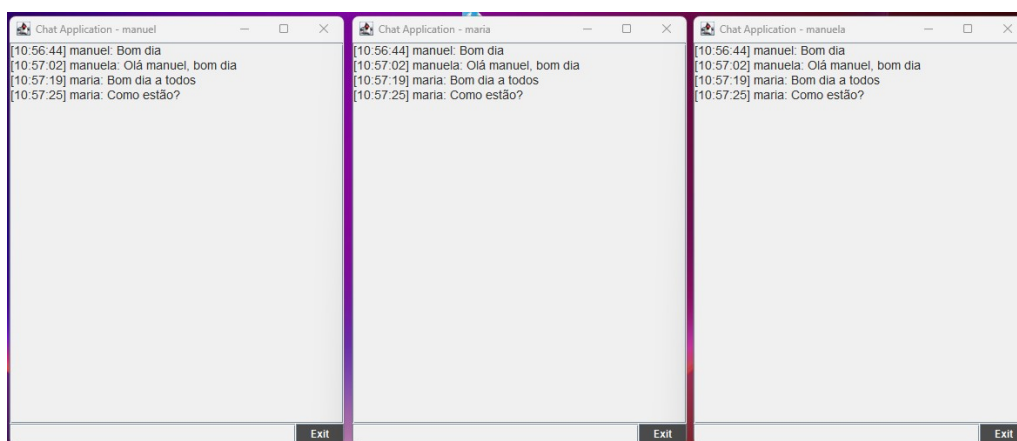 Chat Application - manuel
[10:56:44] manuel: Bom dia
[10:57:02] manuela: Olá manuel, bom dia
[10:57:19] maria: Bom dia a todos
[10:57:25] maria: Como estão?
Exit
Chat Application - maria
[10:56:44] manuel: Bom dia
[10:57:02] manuela: Olá manuel, bom dia
[10:57:19] maria: Bom dia a todos
[10:57:25] maria: Como estão?
Exit
Chat Application - manuela
[10:56:44] manuel: Bom dia
[10:57:02] manuela: Olá manuel, bom dia
[10:57:19] maria: Bom dia a todos
[10:57:25] maria: Como estão?
Exit